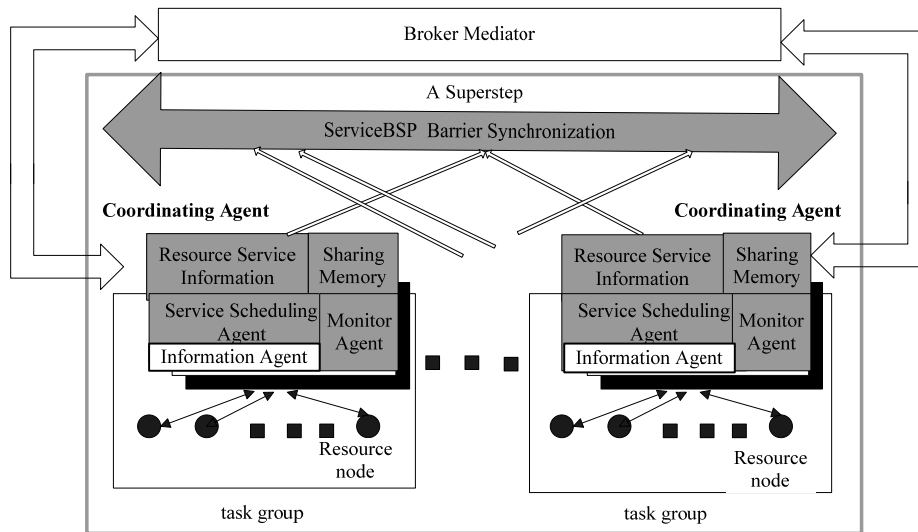 Broker Mediator
A Superstep
ServiceBSP Barrier Synchronization
Coordinating Agent
Coordinating Agent
Resource Service
Information
Sharing
Memory
Service Scheduling
Agent
Monitor
Agent
Information Agent
Resource
node
task group
Resource Service
Information
Sharing
Memory
Service Scheduling
Agent
Monitor
Agent
Information Agent
Resource
node
task group